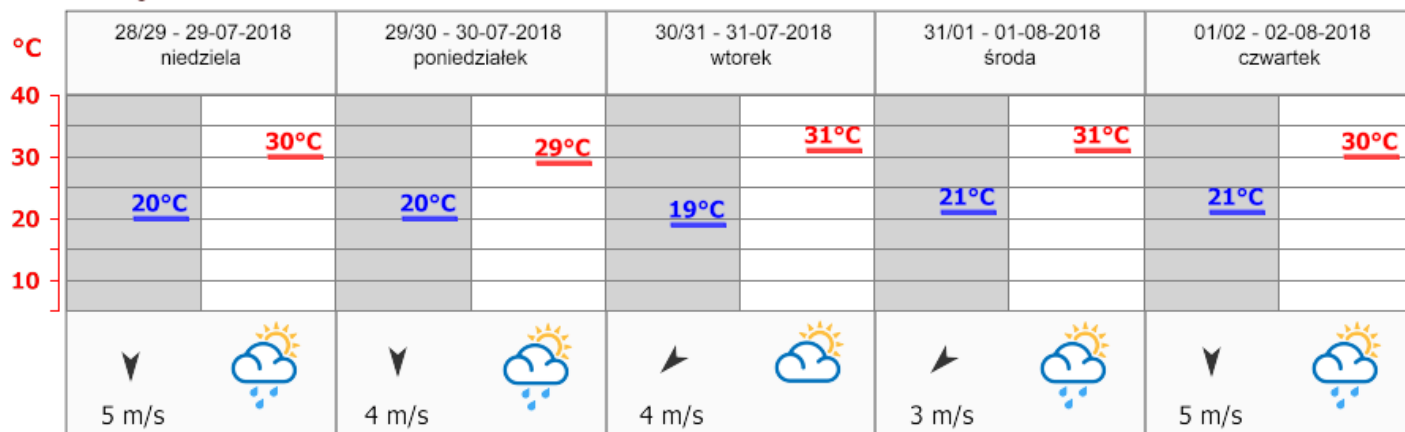 28/29 - 29-07-2018
niedziela
29/30 - 30-07-2018
poniedziałek
30/31 - 31-07-2018
wtorek
31/01 - 01-08-2018
środa
01/02 - 02-08-2018
czwartek
°C
40
30
20
10
30°C
29°C
31°C
31°C
30°C
20°C
20°C
19°C
21°C
21°C
5 m/s
4 m/s
4 m/s
3 m/s
5 m/s